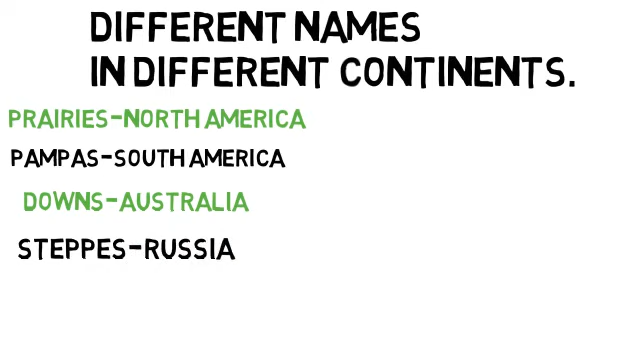 DIFFERENT NAMES
IN DIFFERENT CONTINENTS.
PRAIRIES-NORTH AMERICA
PAMPAS-SOUTH AMERICA
DOWNS-AUSTRALIA
STEPPES-RUSSIA